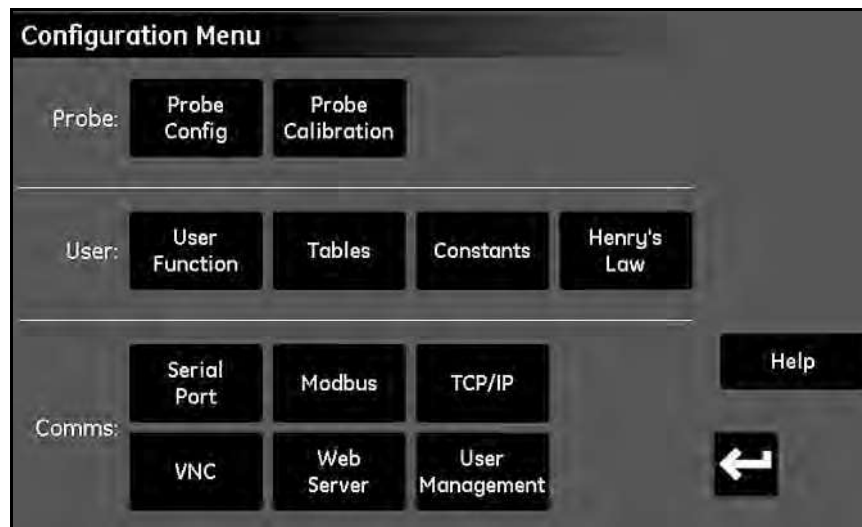 Configuration Menu
Probe:
Probe
Config
Probe
Calibration
User:
User
Function
Tables
Constants
Henry's
Law
Comms:
Serial
Port
Modbus
TCP/IP
VNC
Web
Server
User
Management
Help